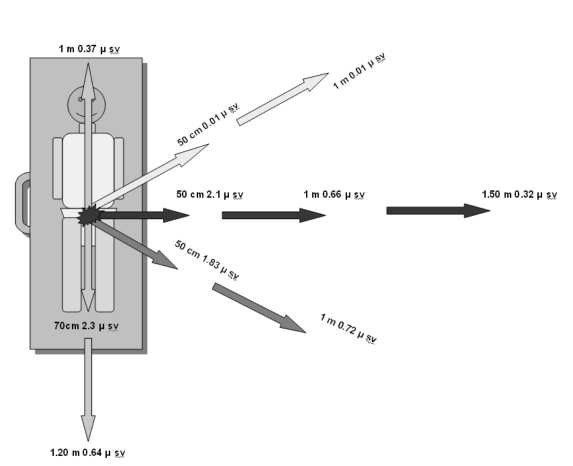 1 m 0.37 µ sv
1 m 0.01 µ sv
50 cm 0.01 µ sv
50 cm 2.1 µ sv
1 m 0.66 µ sv
1.50 m 0.32 µ sv
50 cm 1.83 µ sv
70cm 2.3 µ sv
1 m 0.72 µ sv
1.20 m 0.64 µ sv